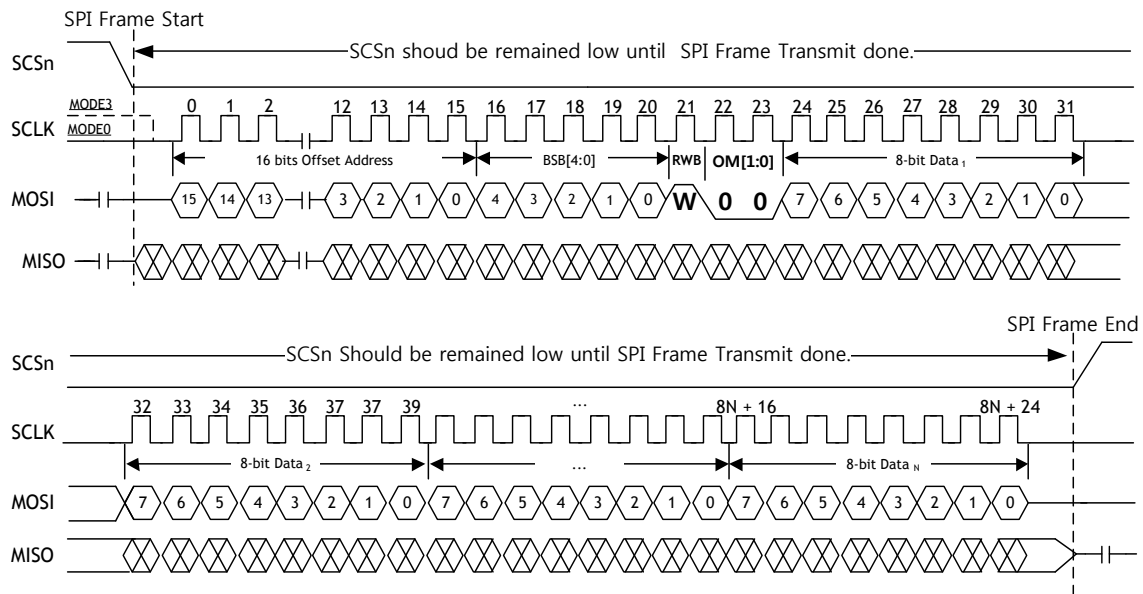 SPI Frame Start
SCSn
SCSn shoud be remained low until SPI Frame Transmit done.
MODE3
0 1 2 12 13 14 15 16 17 18 19 20 21 22 23 24 25 26 27 28 29 30 31
SCLK
MODE0
16 bits Offset Address BSB[4:0] RWB OM[1:0] 8-bit Data 1
MOSI 15 14 13 3 2 1 0 4 3 2 1 0 W 0 0 7 6 5 4 3 2 1 0
MISO
SPI Frame End
SCSn
SCSn Should be remained low until SPI Frame Transmit done.
32 33 34 35 36 37 37 39 ... 8N + 16 8N + 24
SCLK
8-bit Data 2 ... 8-bit Data N
MOSI 7 6 5 4 3 2 1 0 7 6 5 4 3 2 1 0 7 6 5 4 3 2 1 0
MISO